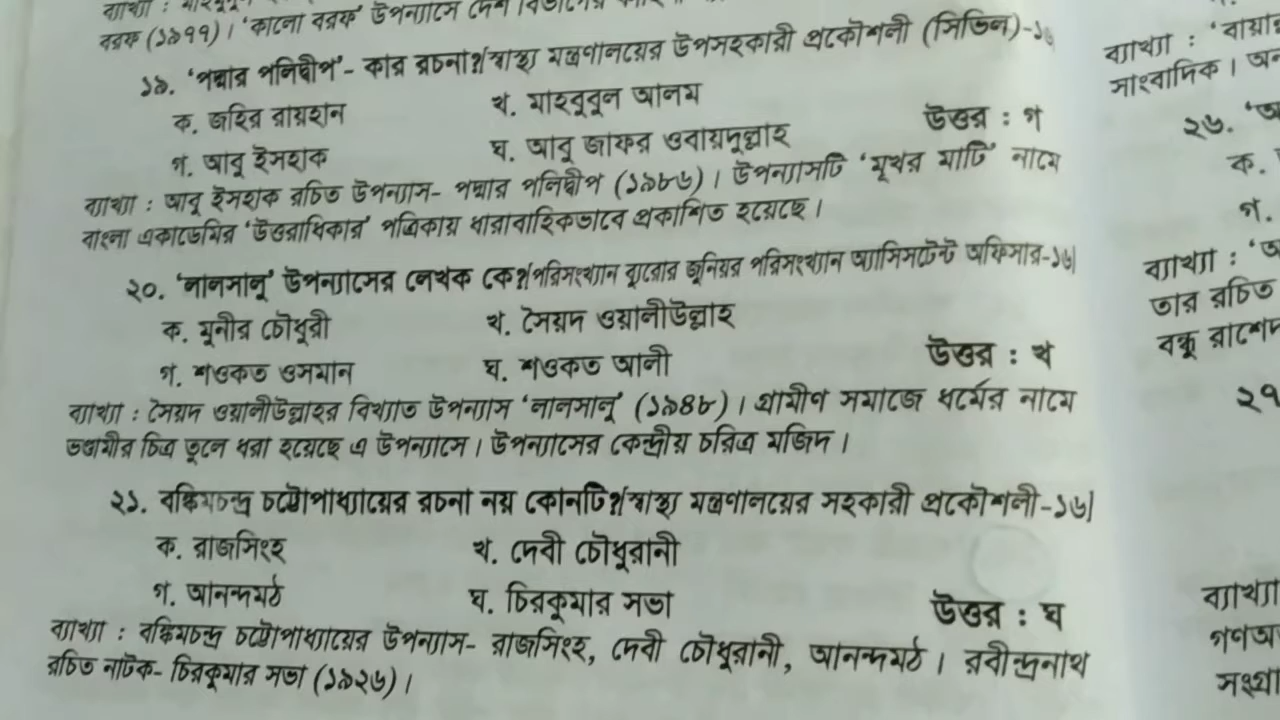 বরফ (১৯৭৭)। 'কালো বরফ' উপন্যাসে দেশ বিভাগের
১৯. 'পদ্মার পলিদ্বীপ'- কার রচনা? [স্বাস্থ্য মন্ত্রণালয়ের উপসহকারী প্রকৌশলী (সিভিল)-১৬
ক. জহির রায়হান খ. মাহবুবুল আলম
গ. আবু ইসহাক ঘ. আবু জাফর ওবায়দুল্লাহ উত্তর : গ
ব্যাখ্যা : আবু ইসহাক রচিত উপন্যাস- পদ্মার পলিদ্বীপ (১৯৮৬)। উপন্যাসটি 'মুখর মাটি' নামে
বাংলা একাডেমির 'উত্তরাধিকার' পত্রিকায় ধারাবাহিকভাবে প্রকাশিত হয়েছে।
২০. 'লালসালু' উপন্যাসের লেখক কে? [পরিসংখ্যান ব্যুরোর জুনিয়র পরিসংখ্যান অ্যাসিসটেন্ট অফিসার-১৬]
ক. মুনীর চৌধুরী খ. সৈয়দ ওয়ালীউল্লাহ
গ. শওকত ওসমান ঘ. শওকত আলী উত্তর : খ
ব্যাখ্যা : সৈয়দ ওয়ালীউল্লাহর বিখ্যাত উপন্যাস 'লালসালু' (১৯৪৮)। গ্রামীণ সমাজে ধর্মের নামে
ভণ্ডামীর চিত্র তুলে ধরা হয়েছে এ উপন্যাসে। উপন্যাসের কেন্দ্রীয় চরিত্র মজিদ।
২১. বঙ্কিমচন্দ্র চট্টোপাধ্যায়ের রচনা নয় কোনটি? [স্বাস্থ্য মন্ত্রণালয়ের সহকারী প্রকৌশলী-১৬]
ক. রাজসিংহ খ. দেবী চৌধুরানী
গ. আনন্দমঠ ঘ. চিরকুমার সভা উত্তর : ঘ
ব্যাখ্যা : বঙ্কিমচন্দ্র চট্টোপাধ্যায়ের উপন্যাস- রাজসিংহ, দেবী চৌধুরানী, আনন্দমঠ। রবীন্দ্রনাথ
রচিত নাটক- চিরকুমার সভা (১৯২৬)।
ব্যাখ্যা :
সাংবাদিক।
২৬.
ক.
গ.
ব্যাখ্যা :
তার রচিত
বন্ধু
২৭
ব্যাখ্যা